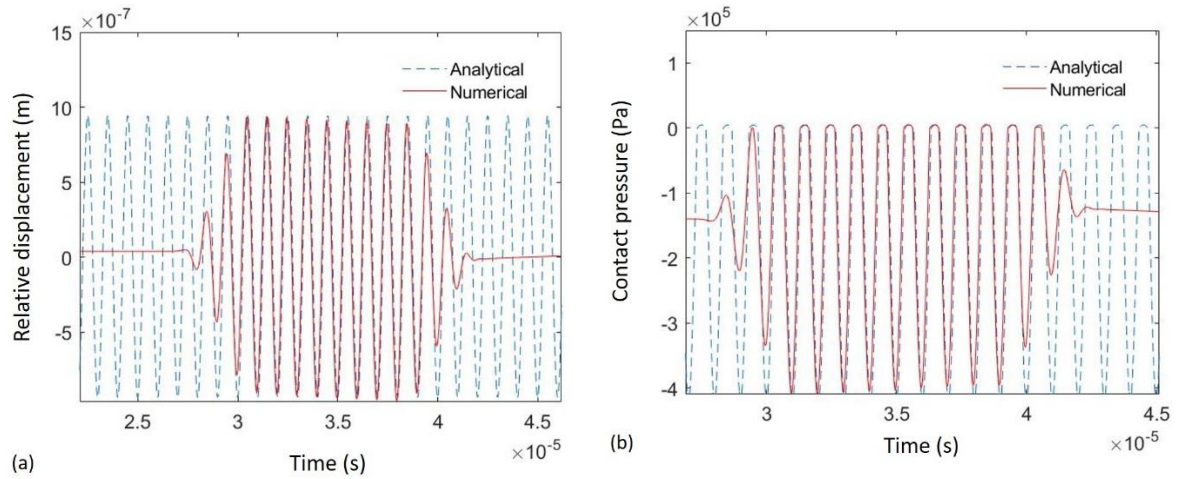 ×10-7
15
10
5
0
-5
2.5
3
3.5
4
4.5
×10-5
Relative displacement (m)
Time (s)
Analytical
Numerical
(a)
×105
1
0
-1
-2
-3
-4
3
3.5
4
4.5
×10-5
Contact pressure (Pa)
Time (s)
Analytical
Numerical
(b)